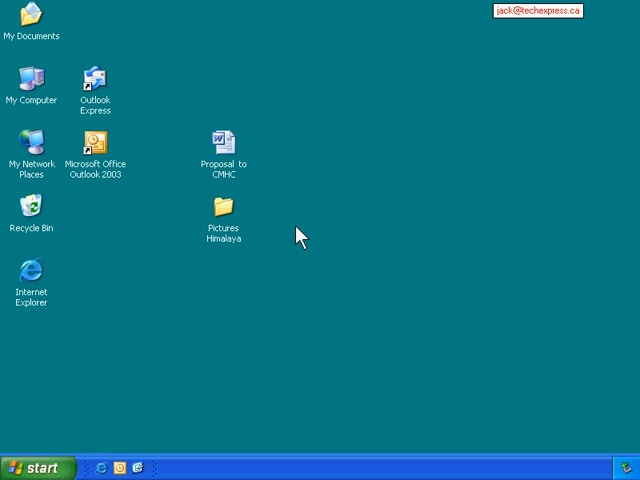 jack@techexpress.ca
My Documents
My Computer
Outlook
Express
My Network
Places
Microsoft Office
Outlook 2003
Proposal to
CMHC
Recycle Bin
Pictures
Himalaya
Internet
Explorer
start